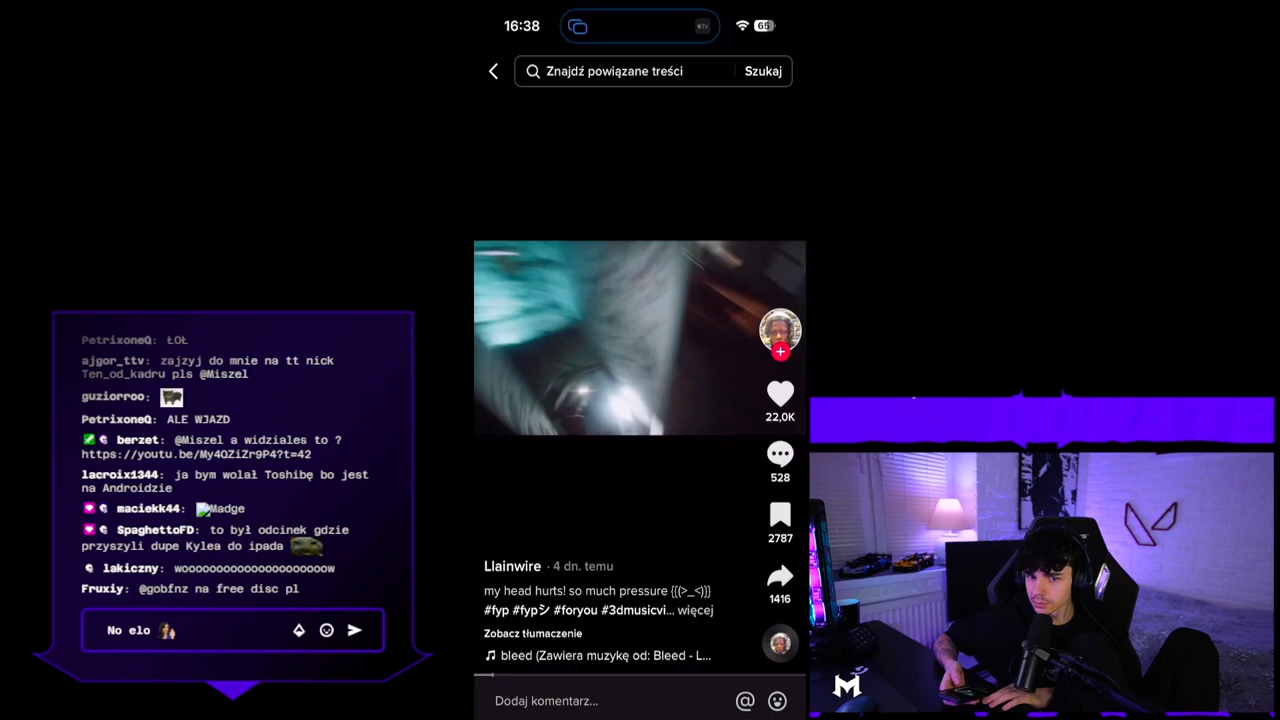 16:38
65
Znajdź powiązane treści
Szukaj
22,0K
528
2787
1416
Llainwire · 4 dn. temu
my head hurts! so much pressure {{(>_<)}}
#fyp #fypシ #foryou #3dmusicvi... więcej
Zobacz tłumaczenie
bleed (Zawiera muzykę od: Bleed - L...
Dodaj komentarz...
PetrixoneQ: ŁOŁ
ajgor_ttv: zajzyj do mnie na tt nick
Ten_od_kadru pls @Miszel
guziorroo:
PetrixoneQ: ALE WJAZD
berzet: @Miszel a widziales to ?
https://youtu.be/My4QZiZr9P4?t=42
lacroix1344: ja bym wolał Toshibę bo jest
na Androidzie
maciekk44: Madge
SpaghettoFD: to był odcinek gdzie
przyszyli dupe Kylea do ipada
lakiczny: woooooooooooooooooooow
Fruxiy: @gobfnz na free disc pl
No elo